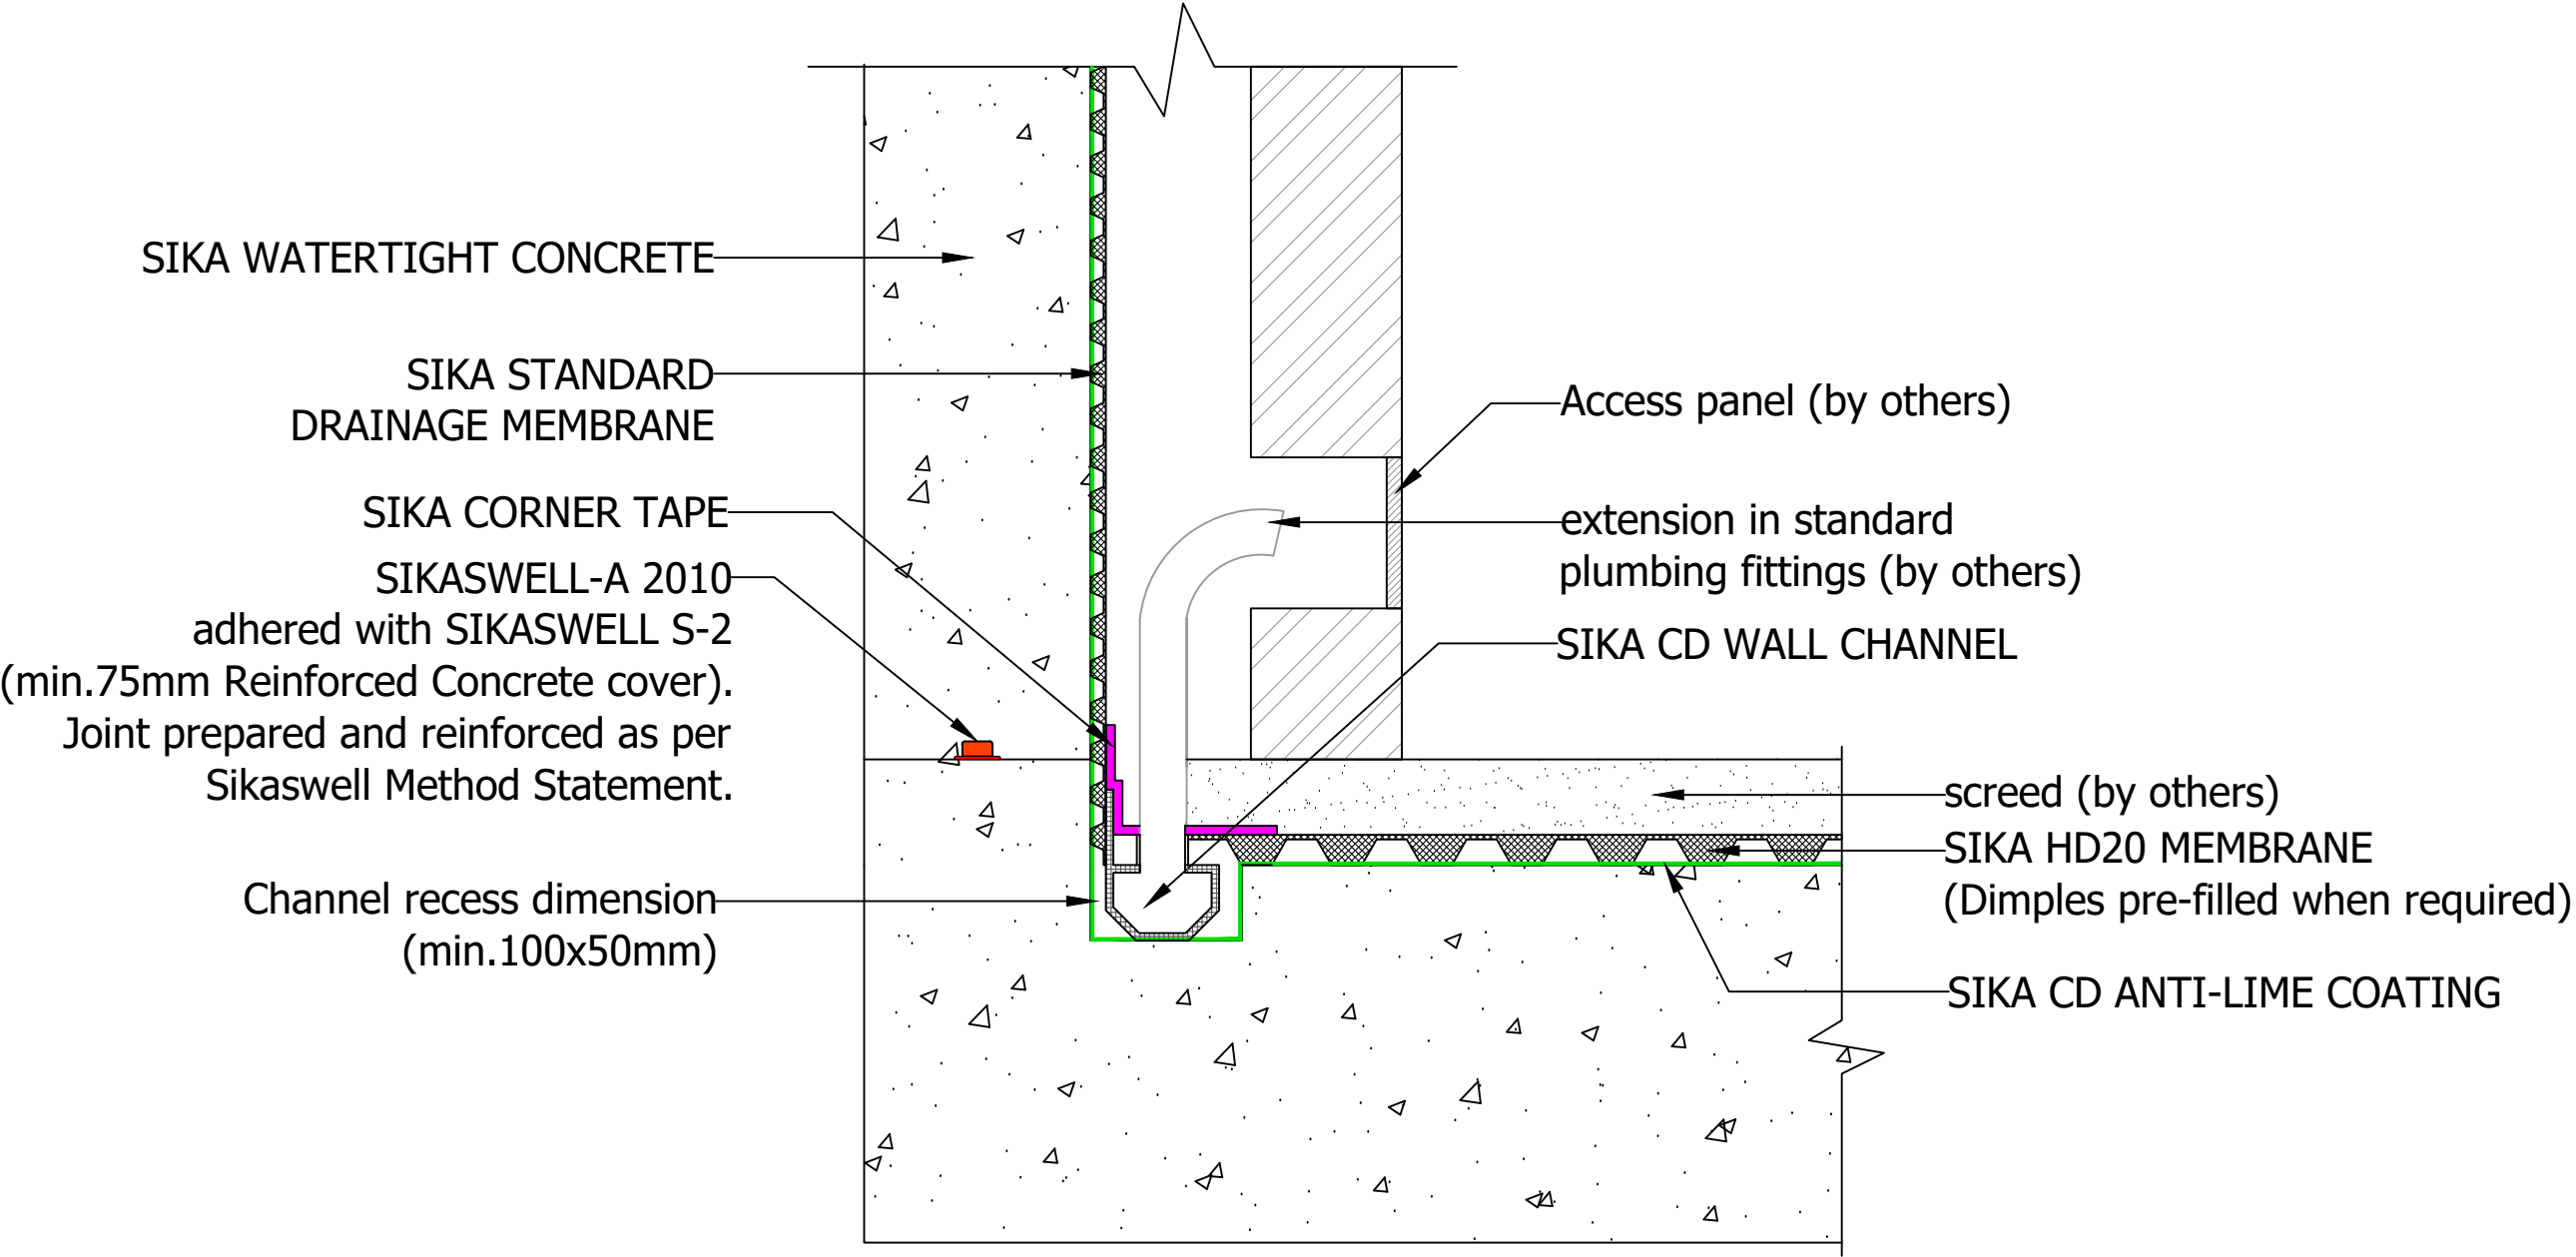 SIKA WATERTIGHT CONCRETE
SIKA STANDARD
DRAINAGE MEMBRANE
SIKA CORNER TAPE
SIKASWELL-A 2010
adhered with SIKASWELL S-2
(min.75mm Reinforced Concrete cover).
Joint prepared and reinforced as per
Sikaswell Method Statement.
Channel recess dimension
(min.100x50mm)
Access panel (by others)
extension in standard
plumbing fittings (by others)
SIKA CD WALL CHANNEL
screed (by others)
SIKA HD20 MEMBRANE
(Dimples pre-filled when required)
SIKA CD ANTI-LIME COATING